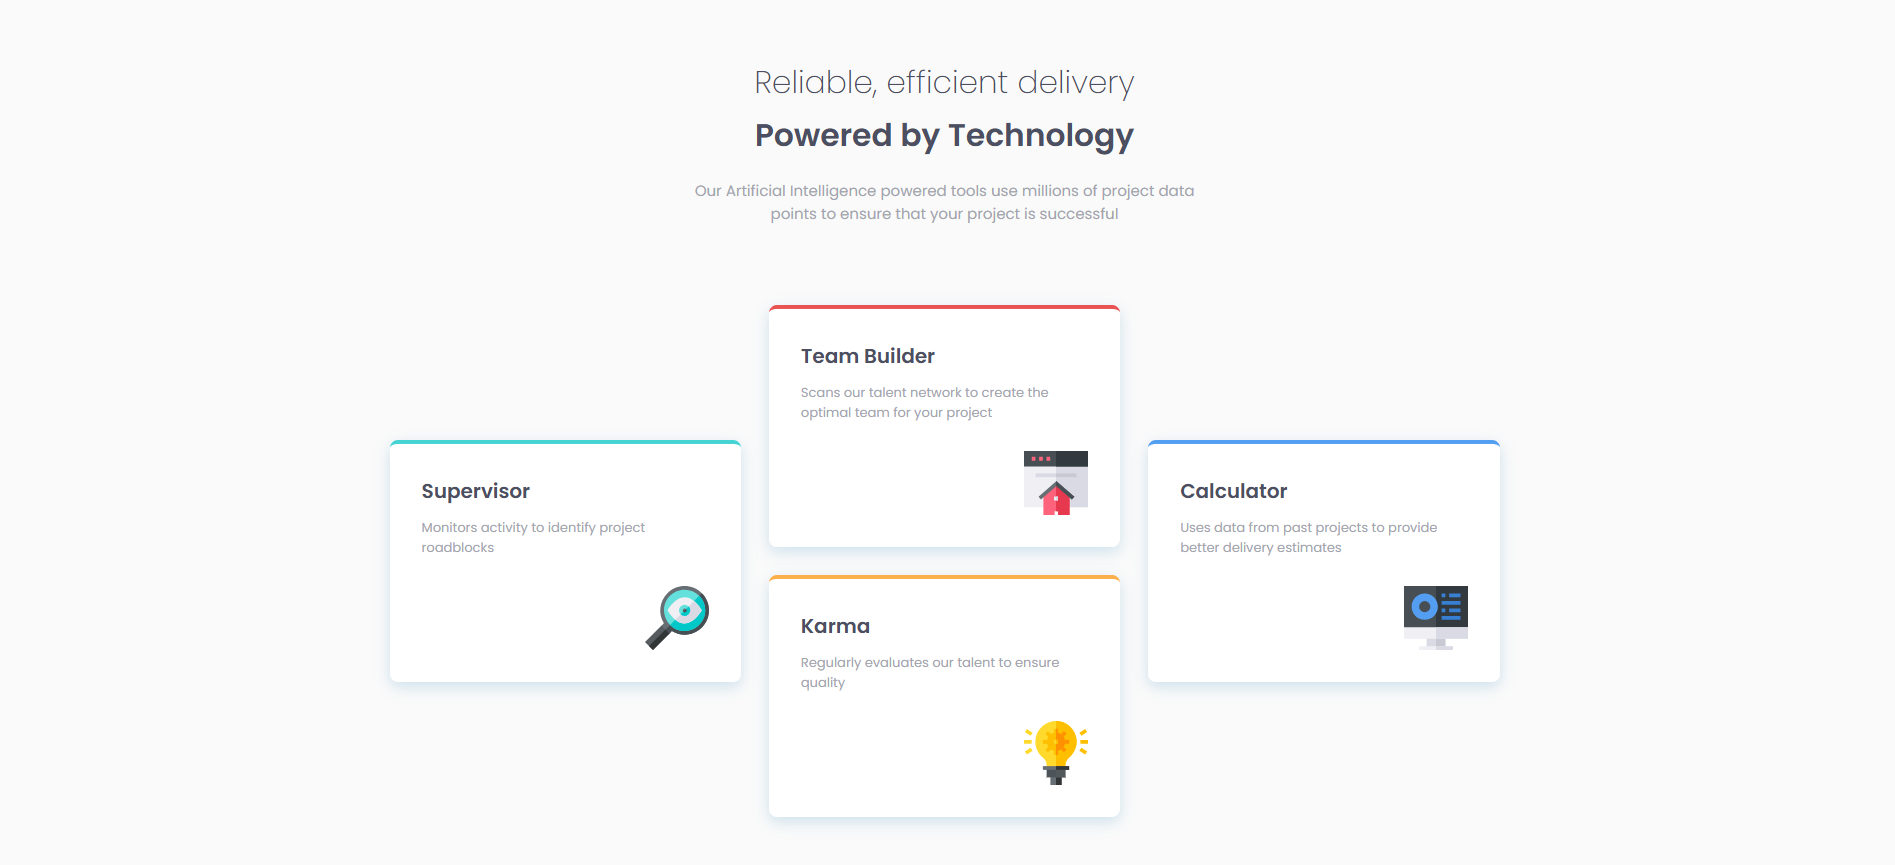 Reliable, efficient delivery
Powered by Technology
Our Artificial Intelligence powered tools use millions of project data
points to ensure that your project is successful
Supervisor
Monitors activity to identify project
roadblocks
Team Builder
Scans our talent network to create the
optimal team for your project
Karma
Regularly evaluates our talent to ensure
quality
Calculator
Uses data from past projects to provide
better delivery estimates